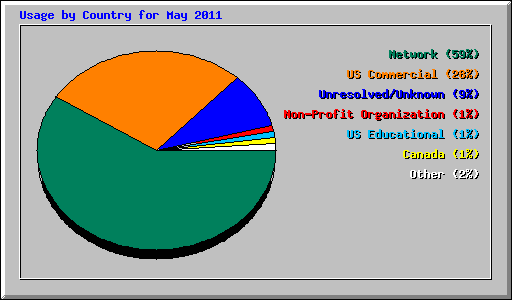 Usage by Country for May 2011
Network (59%)
US Commercial (26%)
Unresolved/Unknown (9%)
Non-Profit Organization (1%)
US Educational (1%)
Canada (1%)
Other (2%)